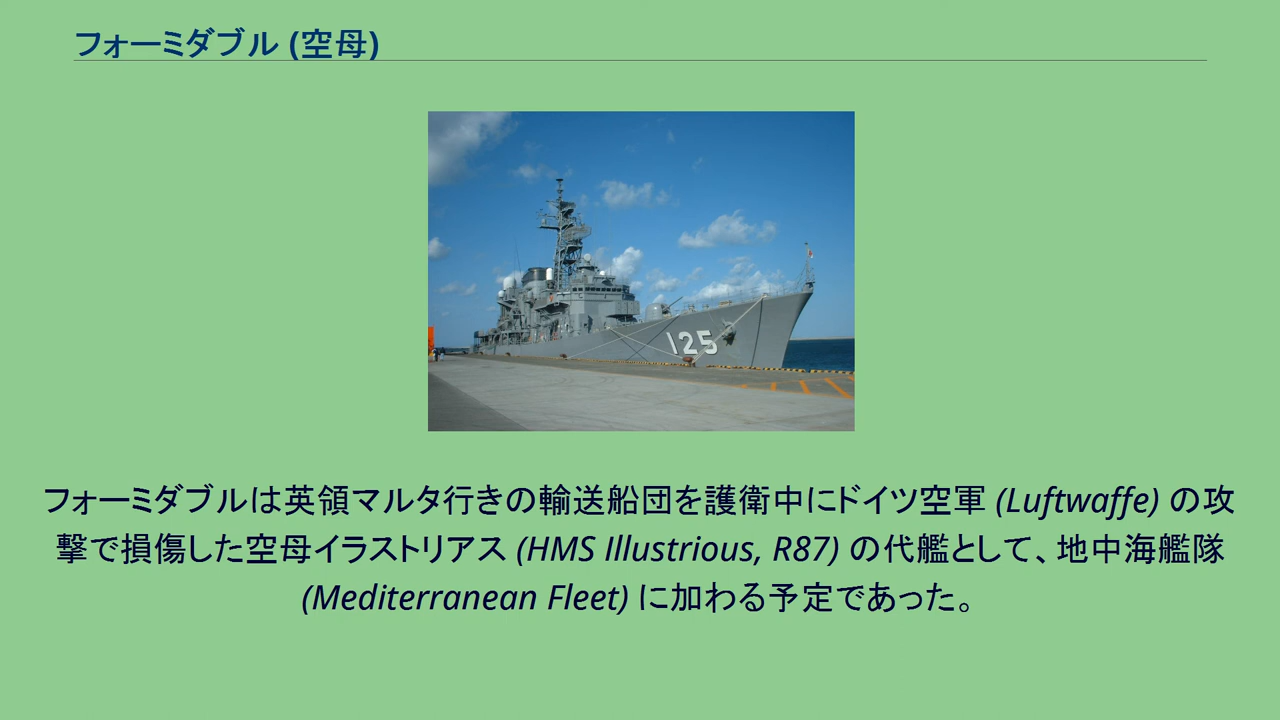 フォーミダブル (空母)
125
フォーミダブルは英領マルタ行きの輸送船団を護衛中にドイツ空軍 (Luftwaffe) の攻
撃で損傷した空母イラストリアス (HMS Illustrious, R87) の代艦として、地中海艦隊
(Mediterranean Fleet) に加わる予定であった。